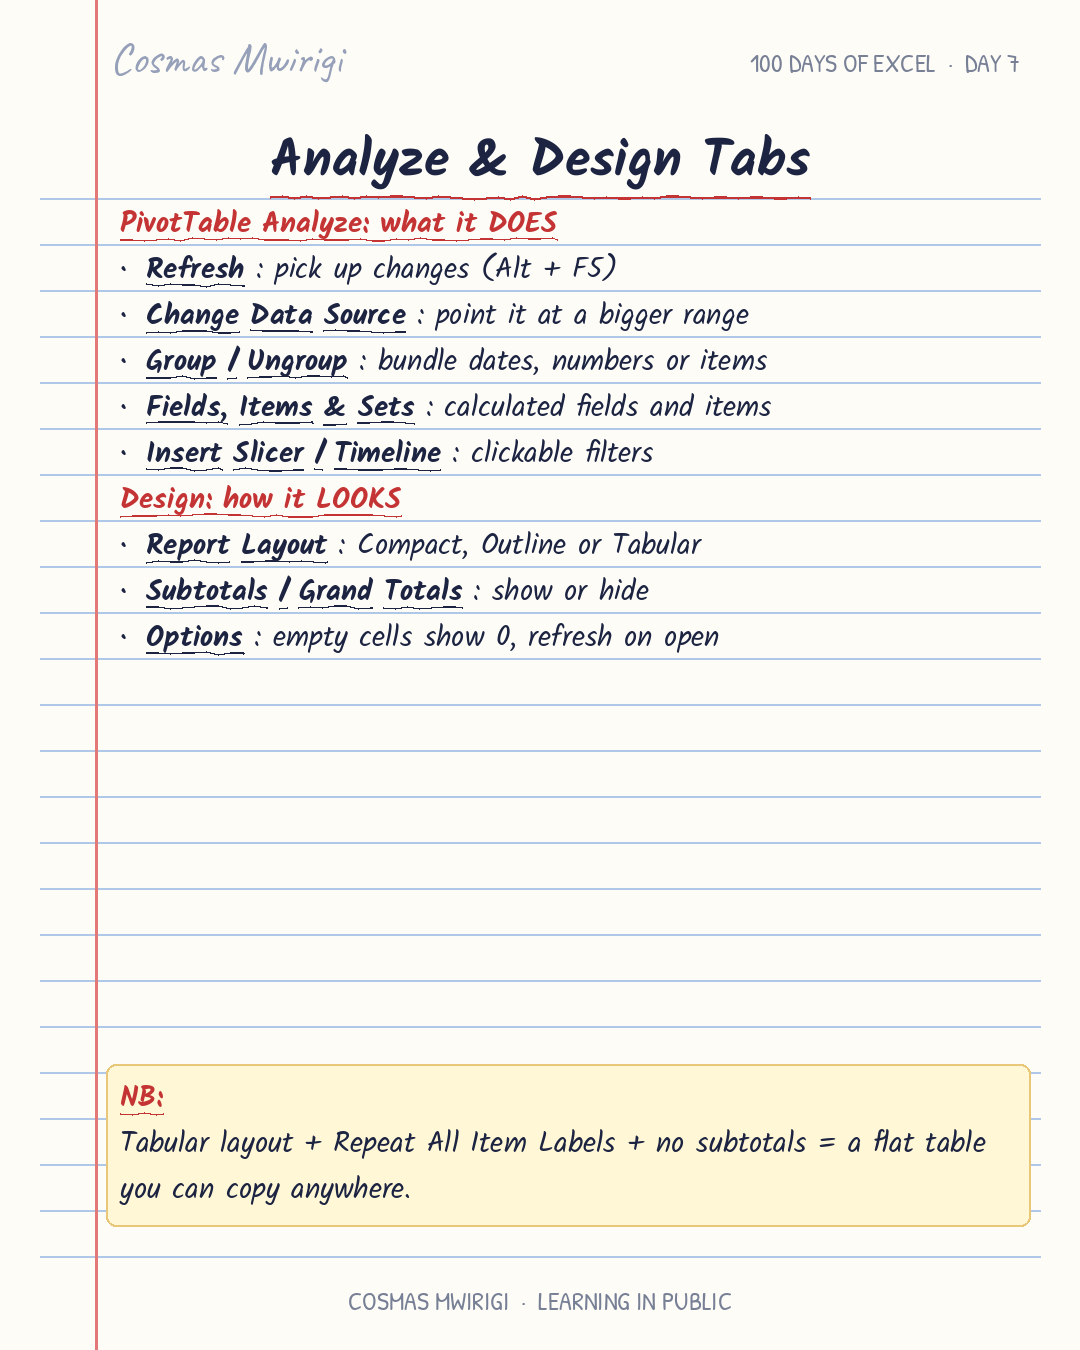 Cosmas Mwirigi
100 DAYS OF EXCEL · DAY 7
Analyze & Design Tabs
PivotTable Analyze: what it DOES
· Refresh : pick up changes (Alt + F5)
· Change Data Source : point it at a bigger range
· Group / Ungroup : bundle dates, numbers or items
· Fields, Items & Sets : calculated fields and items
· Insert Slicer / Timeline : clickable filters
Design: how it LOOKS
· Report Layout : Compact, Outline or Tabular
· Subtotals / Grand Totals : show or hide
· Options : empty cells show 0, refresh on open
NB:
Tabular layout + Repeat All Item Labels + no subtotals = a flat table
you can copy anywhere.
COSMAS MWIRIGI · LEARNING IN PUBLIC